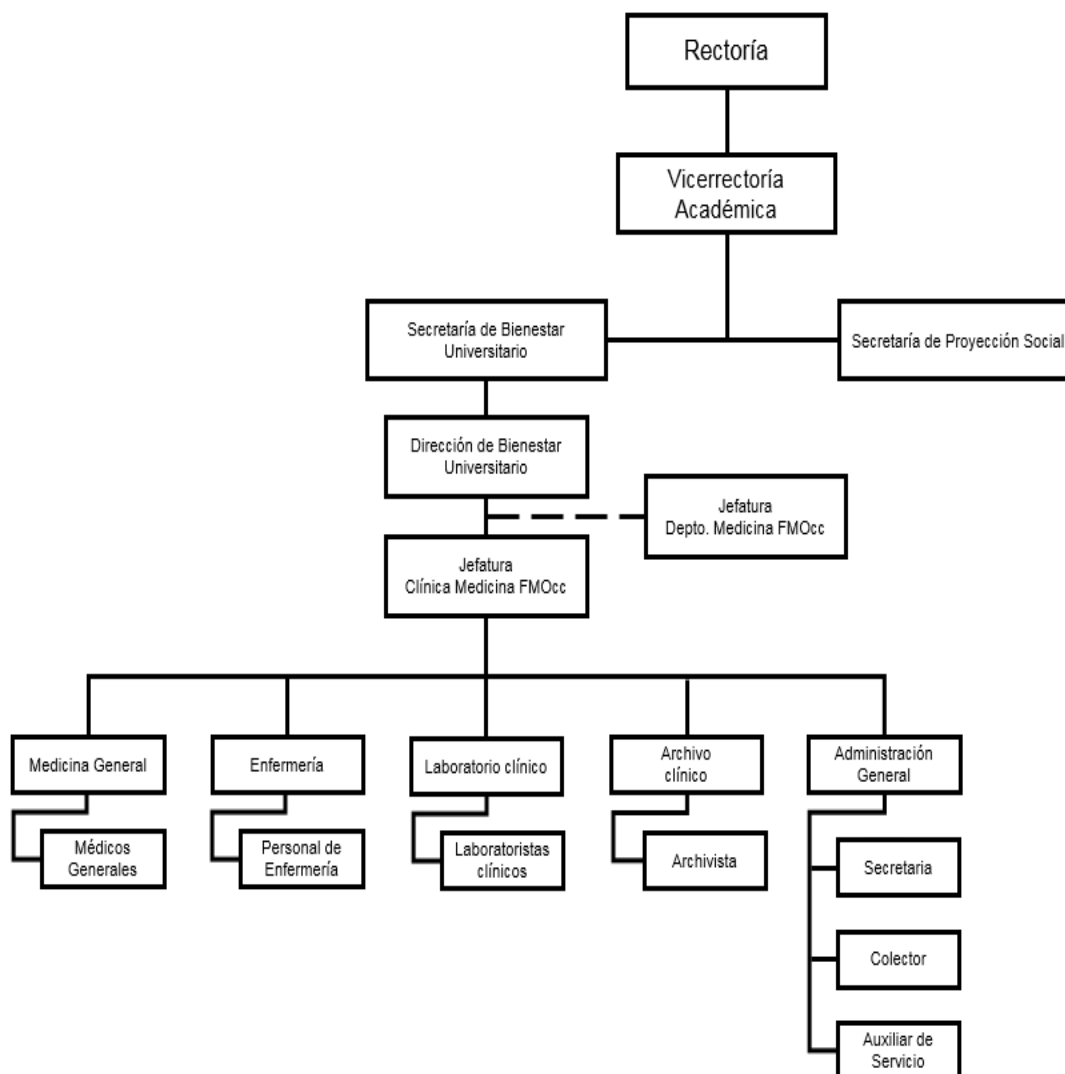 Rectoría
Vicerrectoría
Académica
Secretaría de Bienestar
Universitario
Secretaría de Proyección Social
Dirección de Bienestar
Universitario
Jefatura
Depto. Medicina FMOcc
Jefatura
Clínica Medicina FMOcc
Medicina General
Enfermería
Laboratorio clínico
Archivo
clínico
Administración
General
Médicos
Generales
Personal de
Enfermería
Laboratoristas
clínicos
Archivista
Secretaria
Colector
Auxiliar de
Servicio